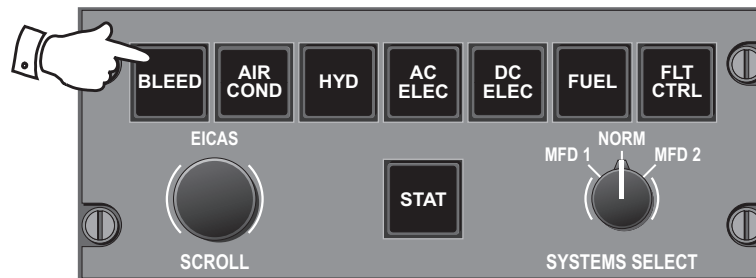 BLEED
AIR
COND
HYD
AC
ELEC
DC
ELEC
FUEL
FLT
CTRL
EICAS
SCROLL
STAT
MFD 1
NORM
MFD 2
SYSTEMS SELECT